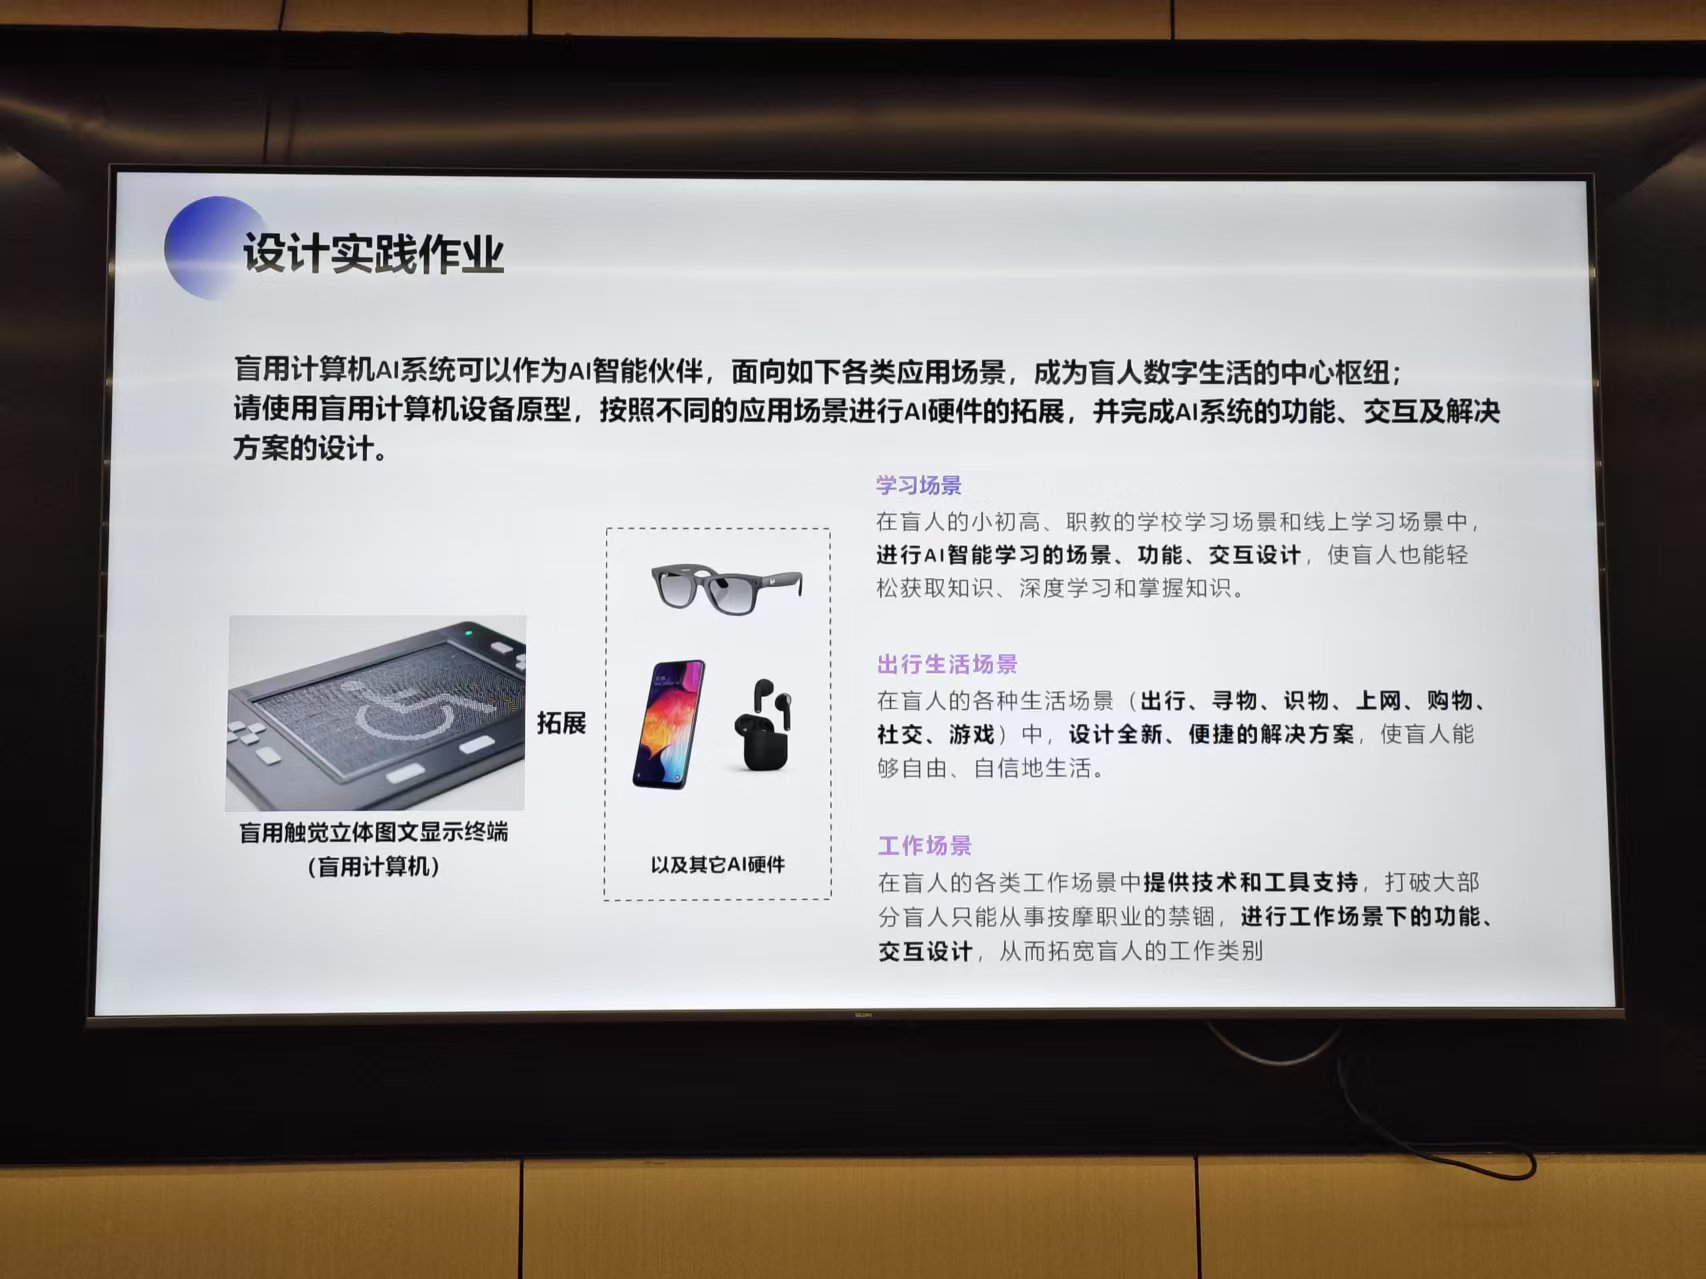 设计实践作业
盲用计算机AI系统可以作为AI智能伙伴，面向如下各类应用场景，成为盲人数字生活的中心枢纽；
请使用盲用计算机设备原型，按照不同的应用场景进行AI硬件的拓展，并完成AI系统的功能、交互及解决
方案的设计。
盲用触觉立体图文显示终端
（盲用计算机）
拓展
以及其它AI硬件
学习场景
在盲人的小初高、职教的学校学习场景和线上学习场景中，
进行AI智能学习的场景、功能、交互设计，使盲人也能轻
松获取知识、深度学习和掌握知识。
出行生活场景
在盲人的各种生活场景（出行、寻物、识物、上网、购物、
社交、游戏）中，设计全新、便捷的解决方案，使盲人能
够自由、自信地生活。
工作场景
在盲人的各类工作场景中提供技术和工具支持，打破大部
分盲人只能从事按摩职业的禁锢，进行工作场景下的功能、
交互设计，从而拓宽盲人的工作类别